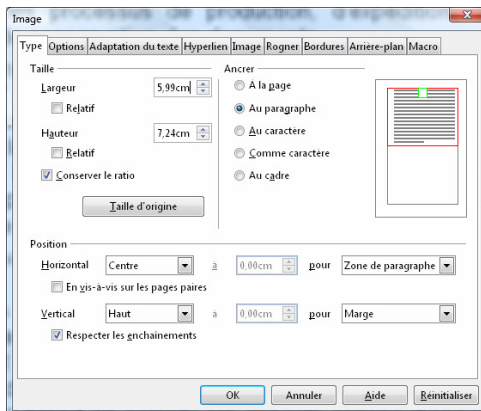 Image
Type Options Adaptation du texte Hyperlien Image Rogner Bordures Arrière-plan Macro
Taille
Largeur 5,99cm
Relatif
Hauteur 7,24cm
Relatif
Conserver le ratio
Taille d'origine
Ancrer
À la page
Au paragraphe
Au caractère
Comme caractère
Au cadre
Position
Horizontal Centre à 0,00cm pour Zone de paragraphe
En vis-à-vis sur les pages paires
Vertical Haut à 0,00cm pour Marge
Respecter les enchaînements
OK Annuler Aide Réinitialiser